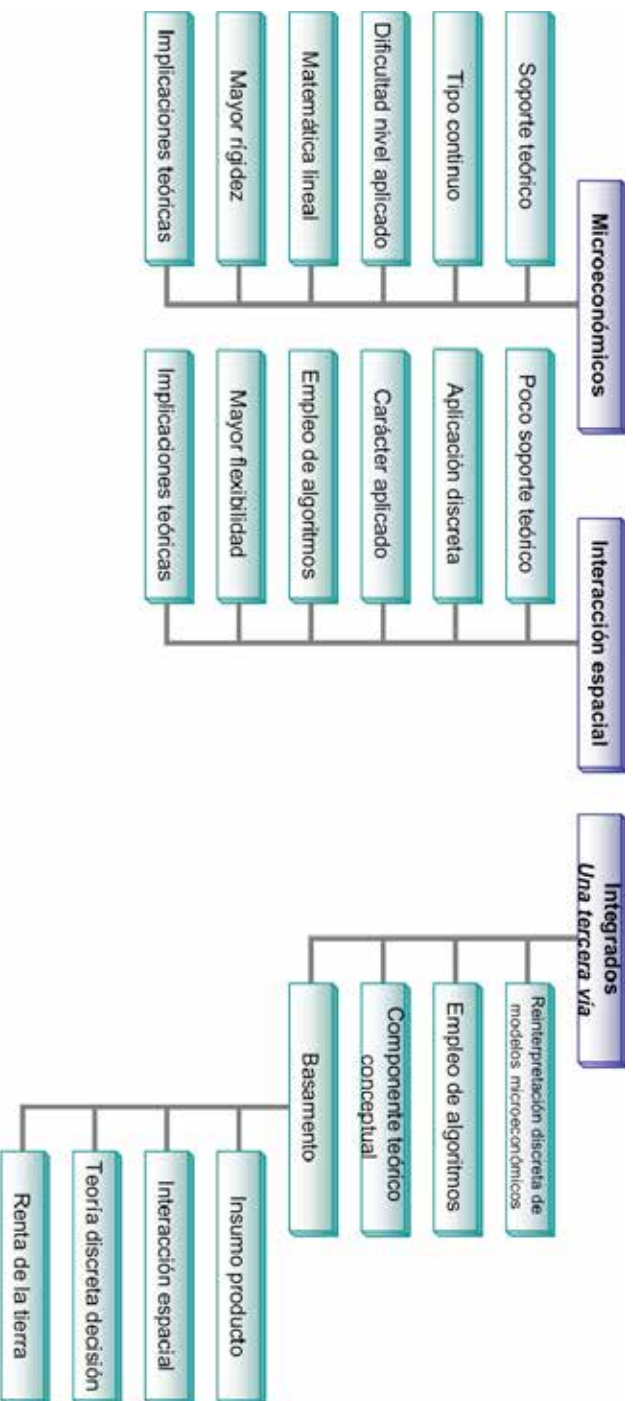 Microeconómicos
Soporte teórico
Tipo continuo
Dificultad nivel aplicado
Matemática lineal
Mayor rigidez
Implicaciones teóricas
Interacción espacial
Poco soporte teórico
Aplicación discreta
Carácter aplicado
Empleo de algoritmos
Mayor flexibilidad
Implicaciones teóricas
Integrados
Una tercera vía
Reinterpretación discreta de
modelos microeconómicos
Empleo de algoritmos
Componente teórico
conceptual
Basamento
Insumo producto
Interacción espacial
Teoría discreta decisión
Renta de la tierra